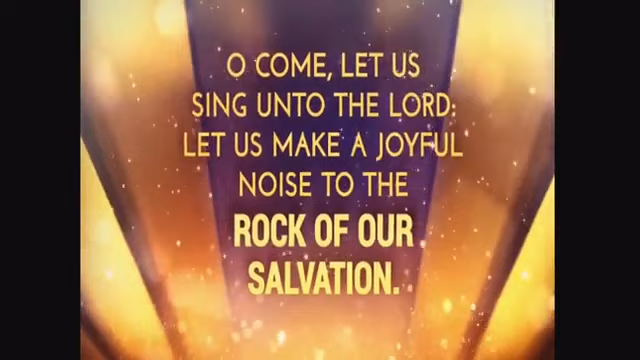 O COME, LET US
SING UNTO THE LORD:
LET US MAKE A JOYFUL
NOISE TO THE
ROCK OF OUR
SALVATION.